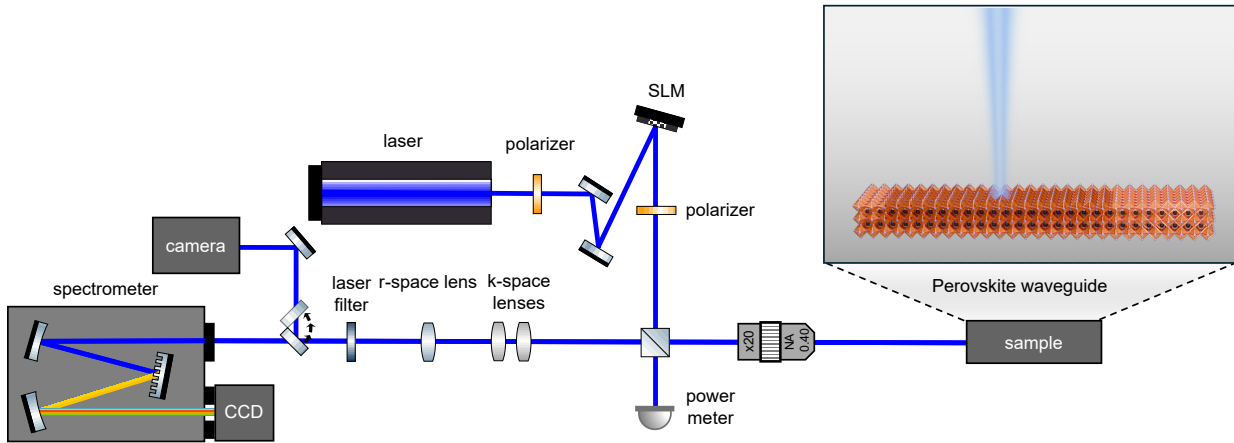 SLM
laser
polarizer
polarizer
camera
spectrometer
laser
filter
r-space lens
k-space
lenses
x20
NA
0.40
Perovskite waveguide
sample
CCD
power
meter